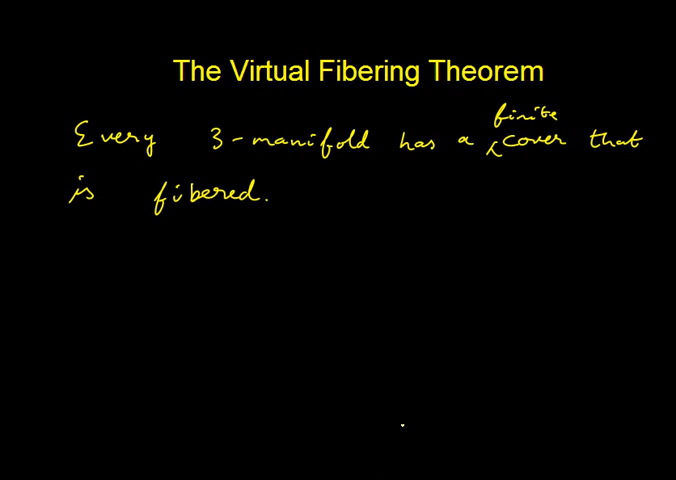 The Virtual Fibering Theorem
Every 3-manifold has a finite cover that
is fibered.